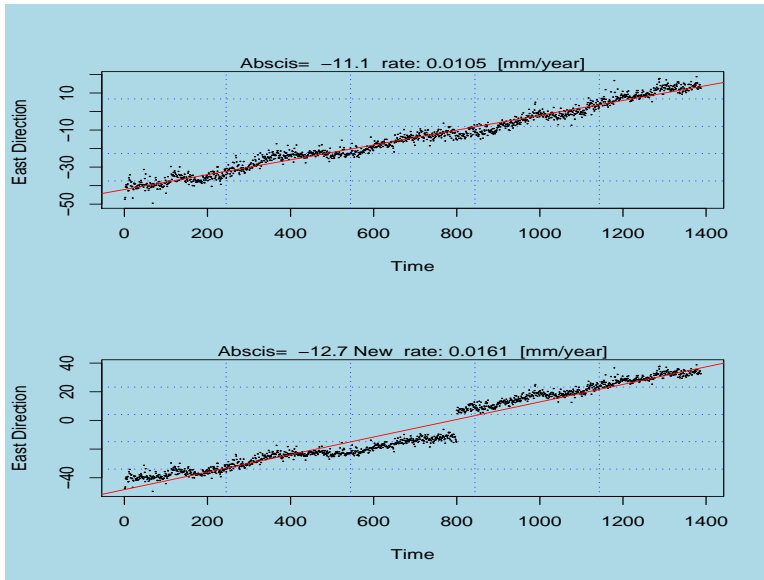 Abscis= −11.1 rate: 0.0105 [mm/year]
East Direction
10
−10
−30
−50
0 200 400 600 800 1000 1200 1400
Time
Abscis= −12.7 New rate: 0.0161 [mm/year]
East Direction
40
20
0
−40
0 200 400 600 800 1000 1200 1400
Time